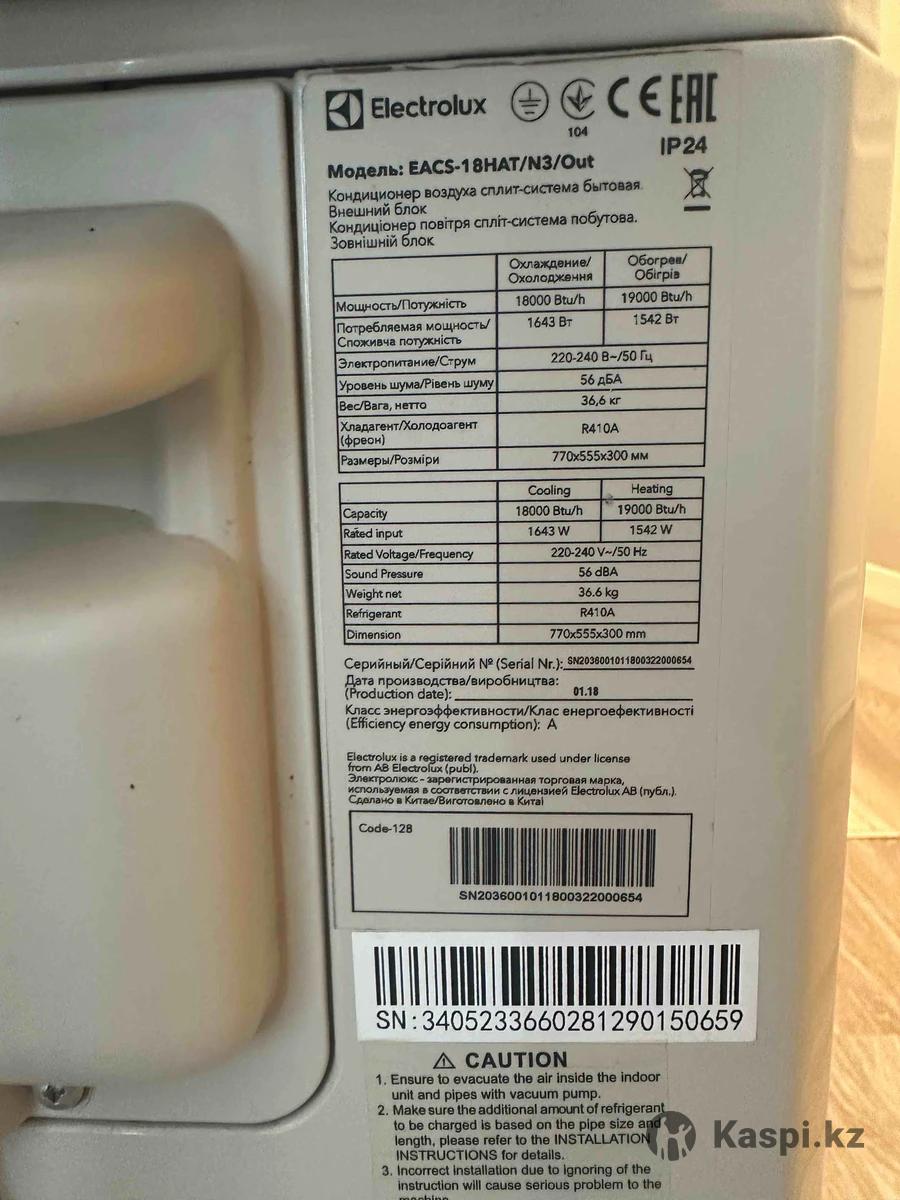 Electrolux
104
IP24
Модель: EACS-18HAT/N3/Out
Кондиционер воздуха сплит-система бытовая.
Внешний блок
Кондиціонер повітря спліт-система побутова.
Зовнішній блок
Охлаждение/ Обогрев/
Охолодження Обігрів
Мощность/Потужність 18000 Btu/h 19000 Btu/h
Потребляемая мощность/ 1643 Вт 1542 Вт
Споживча потужність
Электропитание/Струм 220-240 В~/50 Гц
Уровень шума/Рівень шуму 56 дБА
Вес/Вага, нетто 36,6 кг
Хладагент/Холодоагент R410A
(фреон)
Размеры/Розміри 770x555x300 мм
Cooling Heating
Capacity 18000 Btu/h 19000 Btu/h
Rated input 1643 W 1542 W
Rated Voltage/Frequency 220-240 V~/50 Hz
Sound Pressure 56 dBA
Weight net 36.6 kg
Refrigerant R410A
Dimension 770x555x300 mm
Серийный/Серійний № (Serial Nr.): SN2036001011800322000654
Дата производства/виробництва:
(Production date): 01.18
Класс энергоэффективности/Клас енергоефективності
(Efficiency energy consumption): A
Electrolux is a registered trademark used under license
from AB Electrolux (publ).
Электролюкс - зарегистрированная торговая марка,
используемая в соответствии с лицензией Electrolux AB (публ.).
Сделано в Китае/Виготовлено в Китаї
Code-128
SN2036001011800322000654
SN:3405233660281290150659
CAUTION
1. Ensure to evacuate the air inside the indoor
unit and pipes with vacuum pump.
2. Make sure the additional amount of refrigerant
to be charged is based on the pipe size and
length, please refer to the INSTALLATION
INSTRUCTIONS for details.
3. Incorrect installation due to ignoring of the
instruction will cause serious problem to the
Kaspi.kz